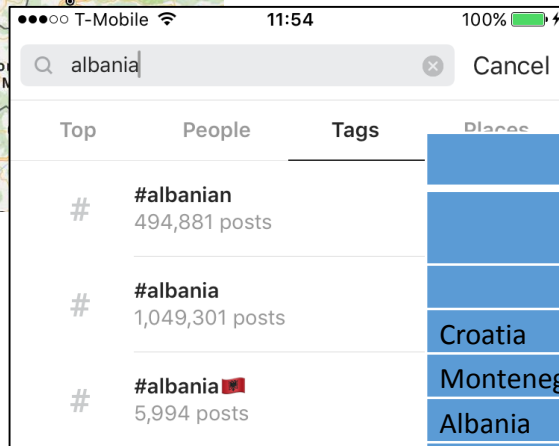 T-Mobile 11:54 100%
albania Cancel
Top People Tags Places
#albanian
494,881 posts
#albania
1,049,301 posts
#albania🇦🇱
5,994 posts
Croatia
Monteneg
Albania